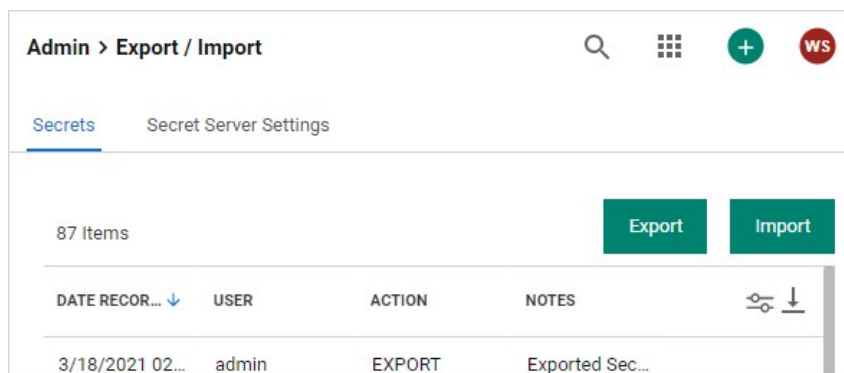 Admin > Export / Import
WS
Secrets Secret Server Settings
87 Items Export Import
DATE RECOR... USER ACTION NOTES
3/18/2021 02... admin EXPORT Exported Sec...